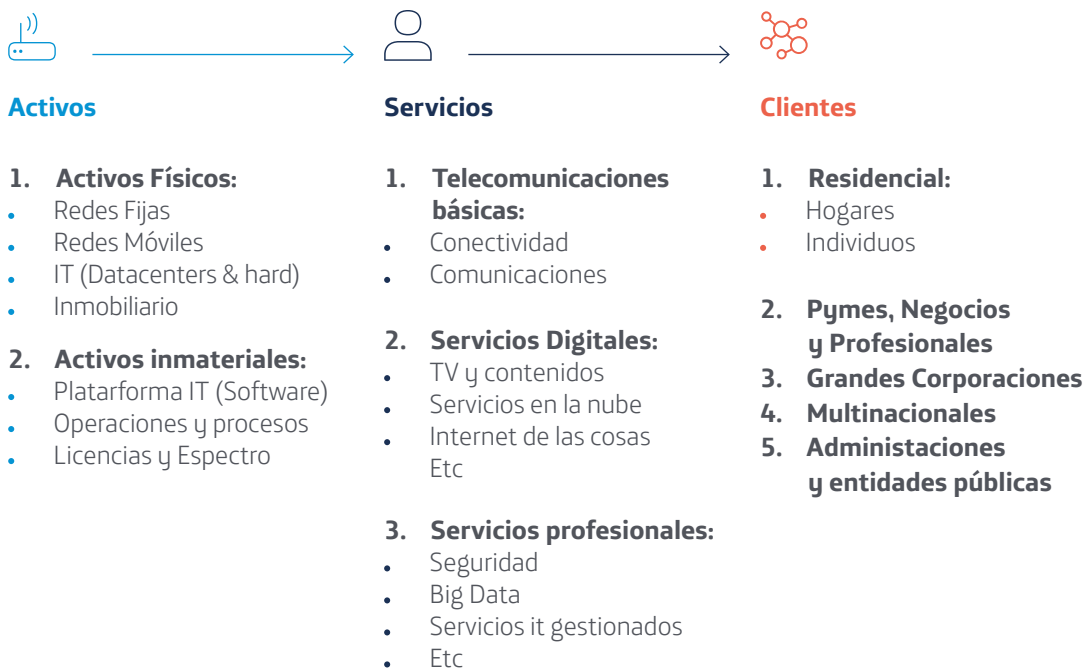 Activos
1. Activos Físicos:
• Redes Fijas
• Redes Móviles
• IT (Datacenters & hard)
• Inmobiliario
2. Activos inmateriales:
• Platarforma IT (Software)
• Operaciones y procesos
• Licencias y Espectro
Servicios
1. Telecomunicaciones
básicas:
• Conectividad
• Comunicaciones
2. Servicios Digitales:
• TV y contenidos
• Servicios en la nube
• Internet de las cosas
Etc
3. Servicios profesionales:
• Seguridad
• Big Data
• Servicios it gestionados
• Etc
Clientes
1. Residencial:
• Hogares
• Individuos
2. Pymes, Negocios
y Profesionales
3. Grandes Corporaciones
4. Multinacionales
5. Administaciones
y entidades públicas